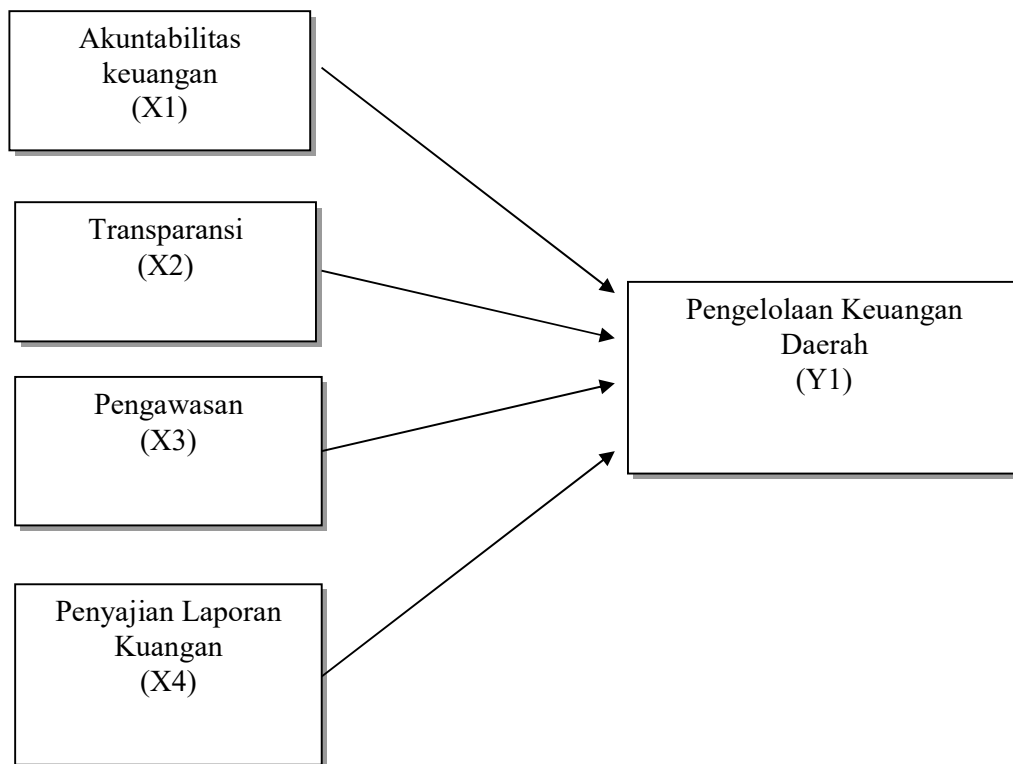 Akuntabilitas
keuangan
(X1)
Transparansi
(X2)
Pengawasan
(X3)
Penyajian Laporan
Kuangan
(X4)
Pengelolaan Keuangan
Daerah
(Y1)